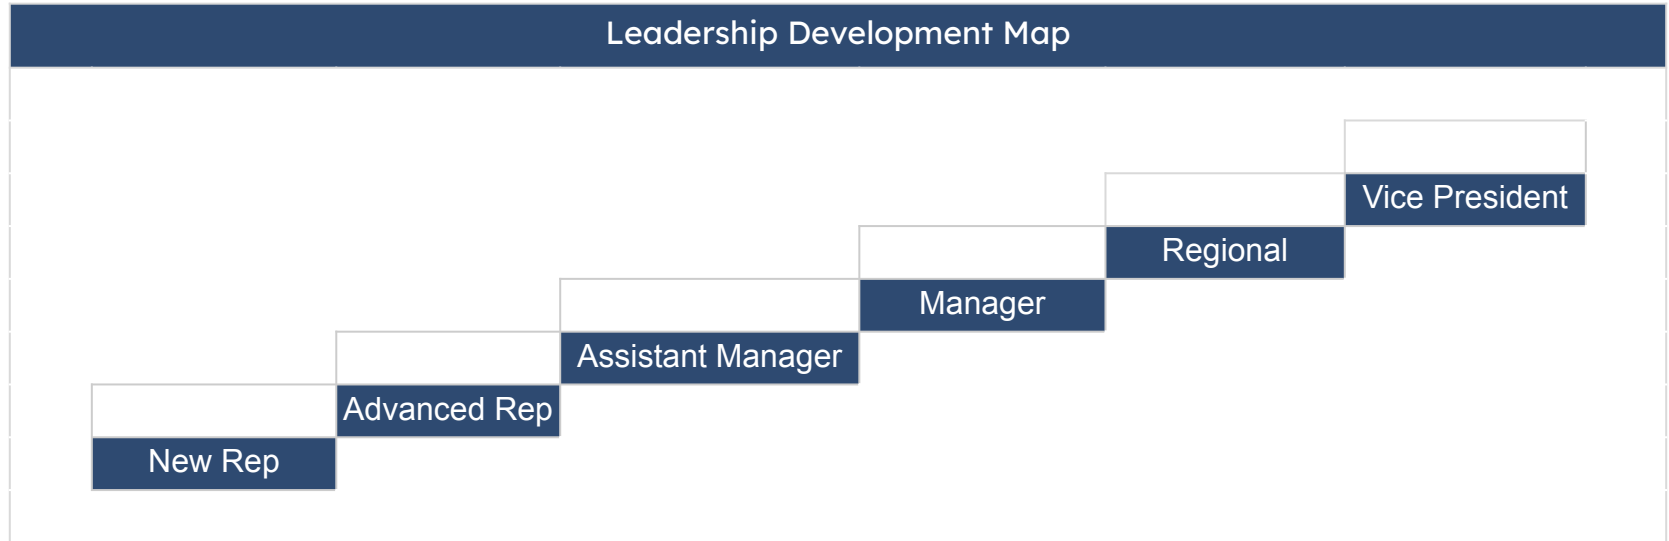 Leadership Development Map
Vice President
Regional
Manager
Assistant Manager
Advanced Rep
New Rep